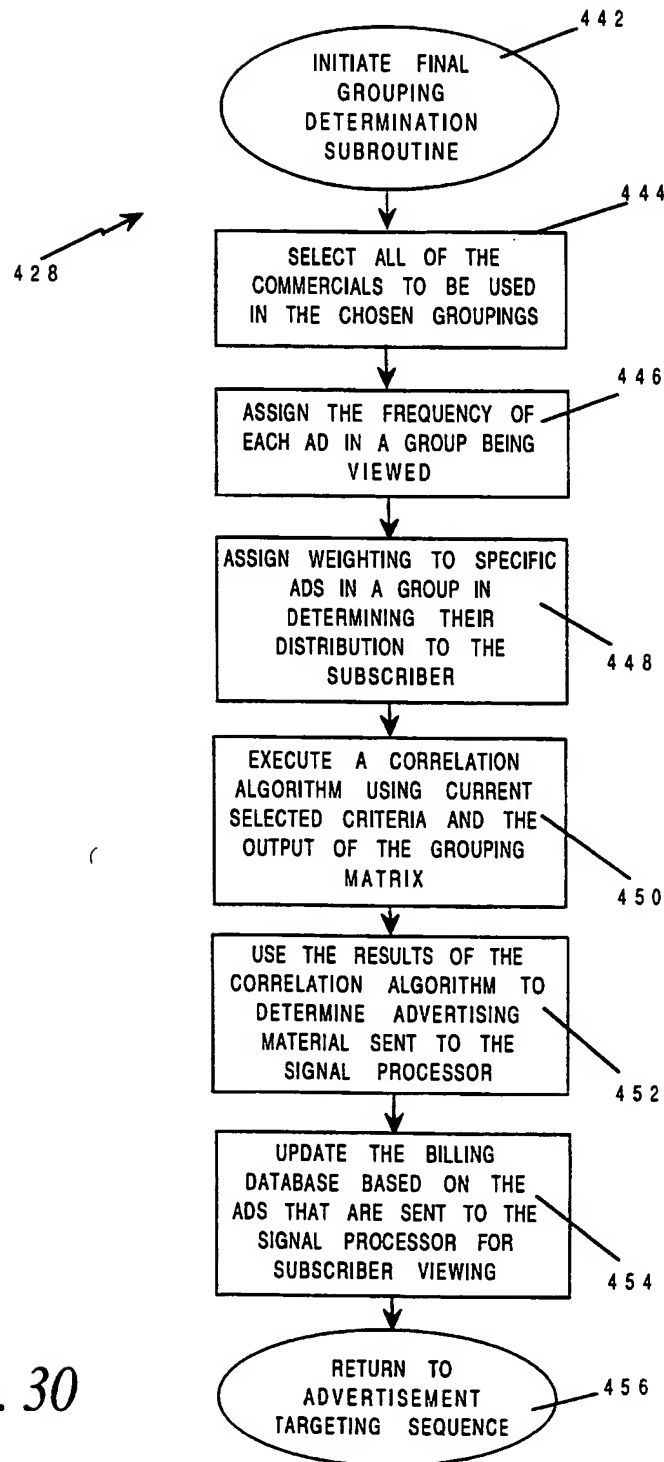 442
INITIATE FINAL
GROUPING
DETERMINATION
SUBROUTINE
444
428
SELECT ALL OF THE
COMMERCIALS TO BE USED
IN THE CHOSEN GROUPINGS
446
ASSIGN THE FREQUENCY OF
EACH AD IN A GROUP BEING
VIEWED
ASSIGN WEIGHTING TO SPECIFIC
ADS IN A GROUP IN
DETERMINING THEIR
DISTRIBUTION TO THE
SUBSCRIBER
448
EXECUTE A CORRELATION
ALGORITHM USING CURRENT
SELECTED CRITERIA AND THE
OUTPUT OF THE GROUPING
MATRIX
450
USE THE RESULTS OF THE
CORRELATION ALGORITHM TO
DETERMINE ADVERTISING
MATERIAL SENT TO THE
SIGNAL PROCESSOR
452
UPDATE THE BILLING
DATABASE BASED ON THE
ADS THAT ARE SENT TO THE
SIGNAL PROCESSOR FOR
SUBSCRIBER VIEWING
454
RETURN TO
ADVERTISEMENT
TARGETING SEQUENCE
456
. 30